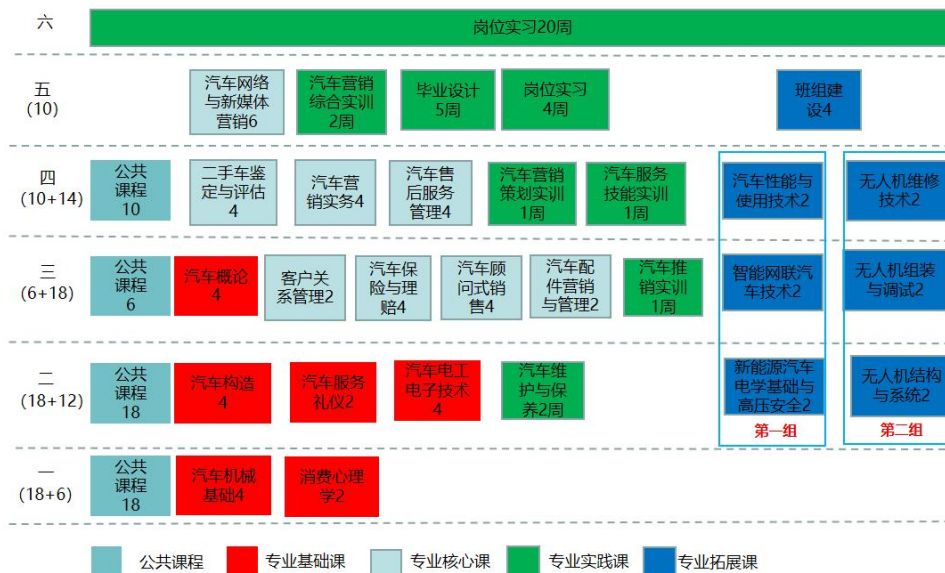 六
岗位实习20周
五
(10)
汽车网络
与新媒体
营销6
汽车营销
综合实训
2周
毕业设计
5周
岗位实习
4周
班组建
设4
四
(10+14)
公共
课程
10
二手车鉴
定与评估
4
汽车营
销实务4
汽车售
后服务
管理4
汽车营销
策划实训
1周
汽车服务
技能实训
1周
汽车性能与
使用技术2
无人机维修
技术2
三
(6+18)
公共
课程
6
汽车概论
4
客户关
系管理2
汽车保
险与理
赔4
汽车顾
问式销
售4
汽车配
件营销
与管理2
汽车推
销实训
1周
智能网联汽
车技术2
无人机组装
与调试2
二
(18+12)
公共
课程
18
汽车构造
4
汽车服务
礼仪2
汽车电工
电子技术
4
汽车维
护与保
养2周
新能源汽车
电学基础与
高压安全2
第一组
无人机结构
与系统2
第二组
一
(18+6)
公共
课程
18
汽车机械
基础4
消费心理
学2
公共课程
专业基础课
专业核心课
专业实践课
专业拓展课